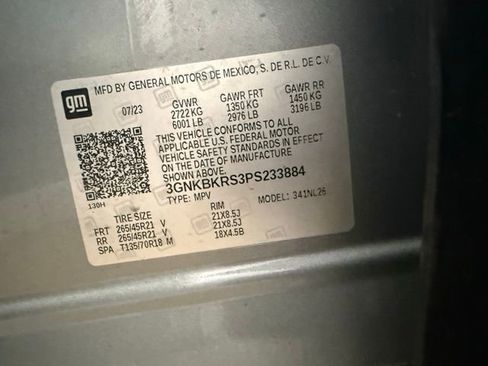 MFD BY GENERAL MOTORS DE MEXICO, S. DE R.L. DE C.V.
gm
07/23 GVWR GAWR FRT GAWR RR
2722 KG 1350 KG 1450 KG
6001 LB 2976 LB 3196 LB
THIS VEHICLE CONFORMS TO ALL
APPLICABLE U.S. FEDERAL MOTOR
VEHICLE SAFETY STANDARDS IN EFFECT
ON THE DATE OF MANUFACTURE
SHOWN ABOVE.
3GNKBKRS3PS233884
TYPE: MPV MODEL: 341NL26
130H
TIRE SIZE RIM
FRT 265/45R21 V 21X8.5J
RR 265/45R21 V 21X8.5J
SPA T135/70R18 M 18X4.5B